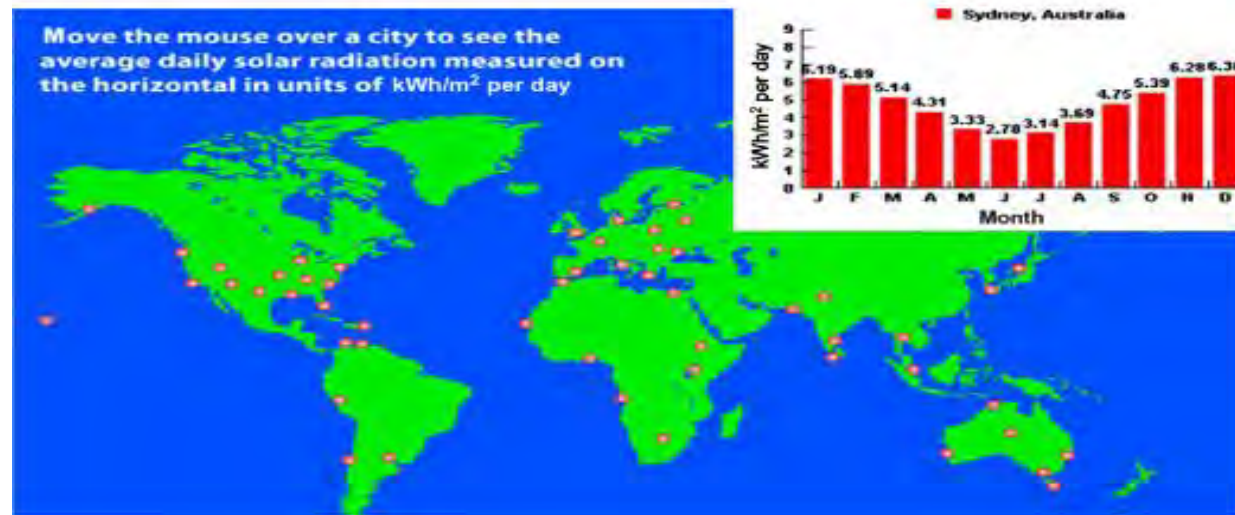 Move the mouse over a city to see the
average daily solar radiation measured on
the horizontal in units of kWh/m² per day
Sydney, Australia
kWh/m² per day
9
8
7
6
5
4
3
2
1
0
6.19 5.89 5.14 4.31 3.33 2.78 3.14 3.69 4.75 5.39 6.28
J F M A M J J A S O N D
Month